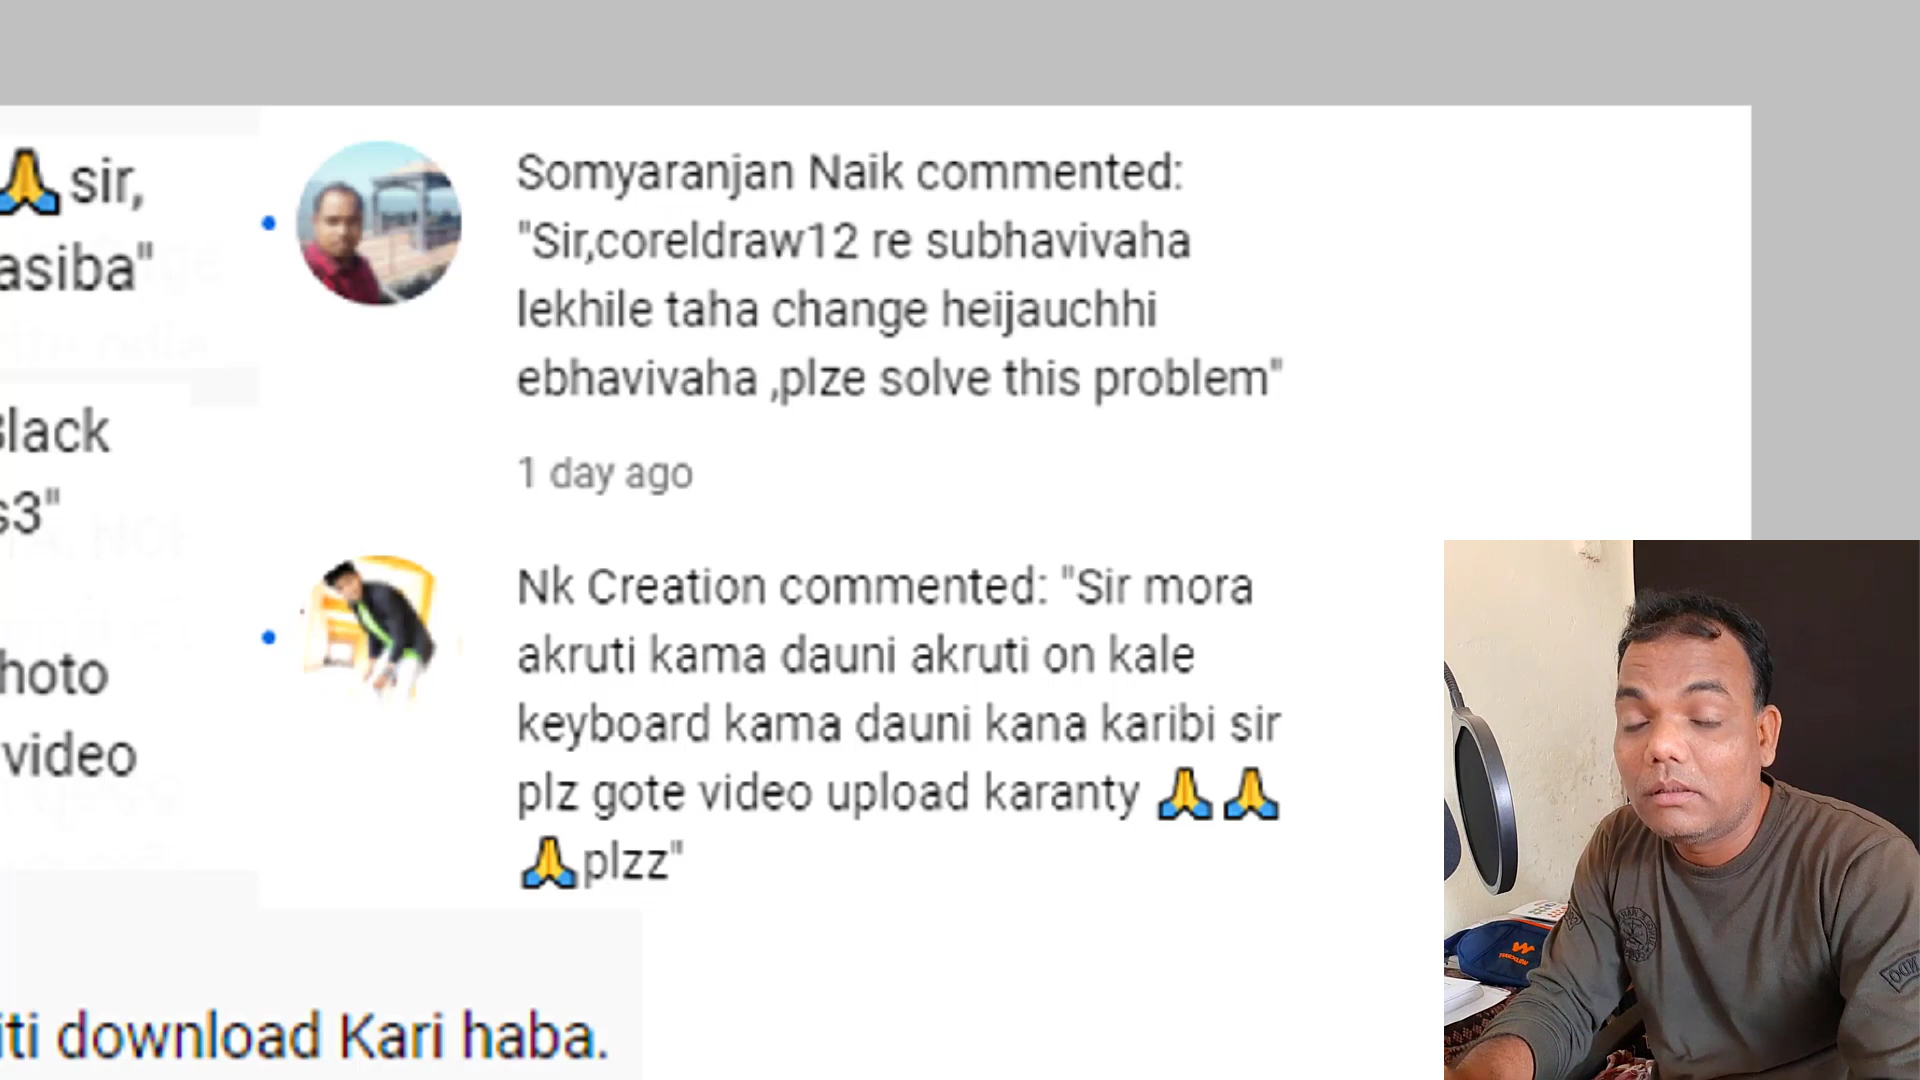 🙏sir,
asiba"
lack
s3"
hoto
video
iti download Kari haba.
Somyaranjan Naik commented:
"Sir,coreldraw12 re subhavivaha
lekhile taha change heijauchhi
ebhavivaha ,plze solve this problem"
1 day ago
Nk Creation commented: "Sir mora
akruti kama dauni akruti on kale
keyboard kama dauni kana karibi sir
plz gote video upload karanty 🙏🙏
🙏plzz"